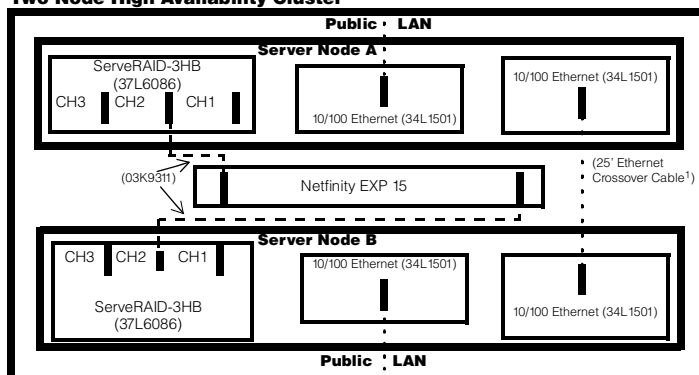 Two Node High Availability Cluster
Public LAN
Server Node A
ServeRAID-3HB
(37L6086)
CH3 CH2 CH1
10/100 Ethernet (34L1501)
10/100 Ethernet (34L1501)
(03K9311)
Netfinity EXP 15
(25' Ethernet
Crossover Cable¹)
Server Node B
CH3 CH2 CH1
ServeRAID-3HB
(37L6086)
10/100 Ethernet (34L1501)
10/100 Ethernet (34L1501)
Public LAN